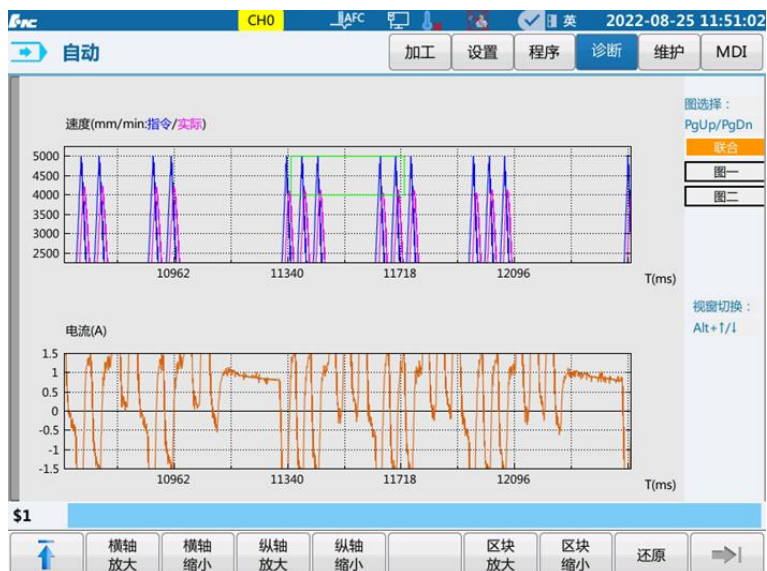 CH0 AFC 英 2022-08-25 11:51:02
自动 加工 设置 程序 诊断 维护 MDI
图选择：
PgUp/PgDn
联合
图一
图二
速度(mm/min:指令/实际)
5000
4500
4000
3500
3000
2500
10962 11340 11718 12096 T(ms)
视窗切换：
Alt+↑/↓
电流(A)
1.5
1
0.5
0
-0.5
-1
-1.5
10962 11340 11718 12096 T(ms)
$1
横轴 横轴 纵轴 纵轴 区块 区块 还原
放大 缩小 放大 缩小 放大 缩小